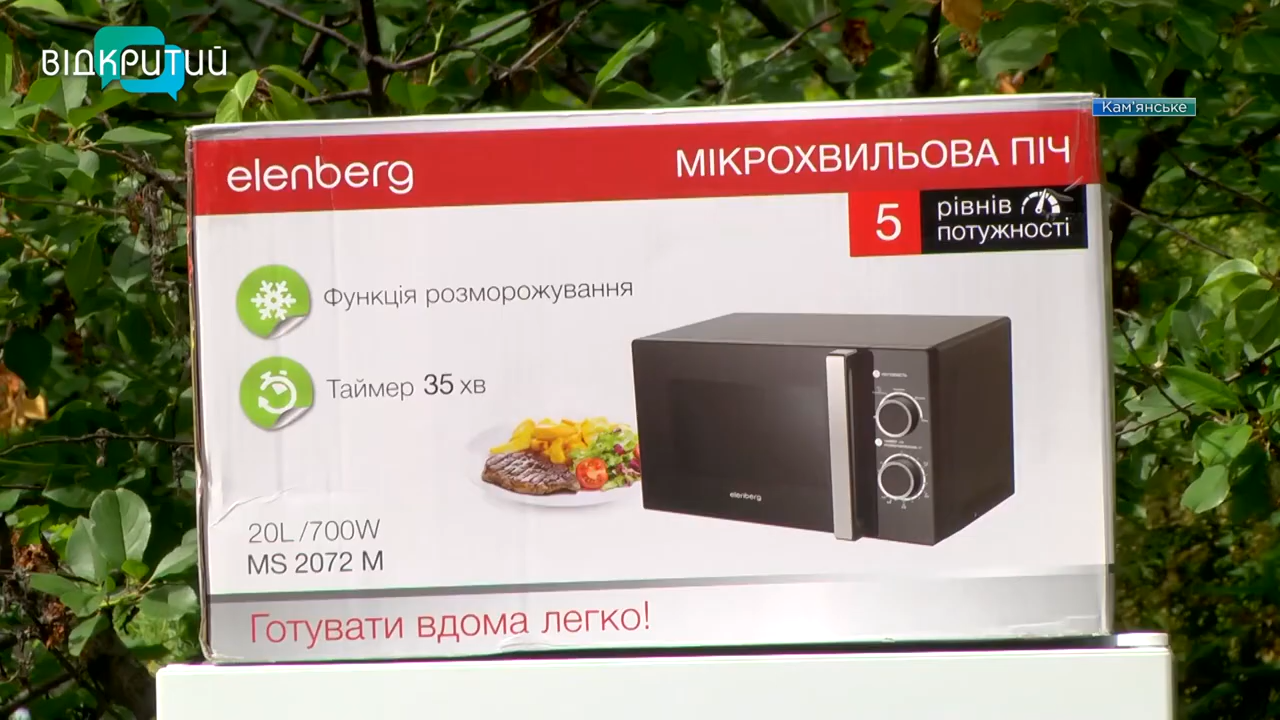 ВІДКРИТИЙ
Кам'янське
elenberg
МІКРОХВИЛЬОВА ПІЧ
5 рівнів
потужності
Функція розморожування
Таймер 35 хв
elenberg
20L/700W
MS 2072 M
Готувати вдома легко!